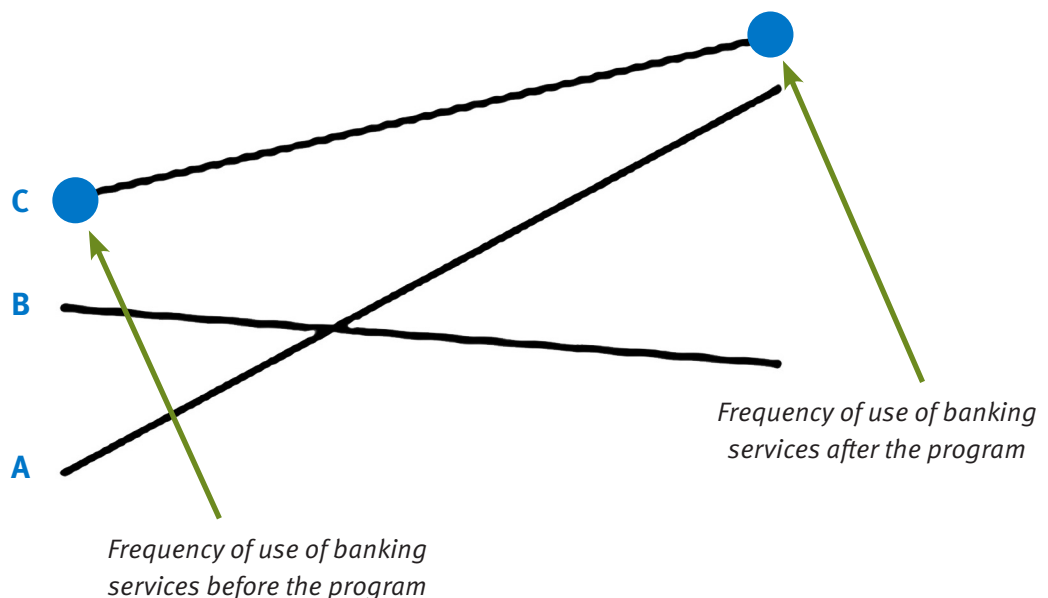 C
B
A
Frequency of use of banking
services after the program
Frequency of use of banking
services before the program